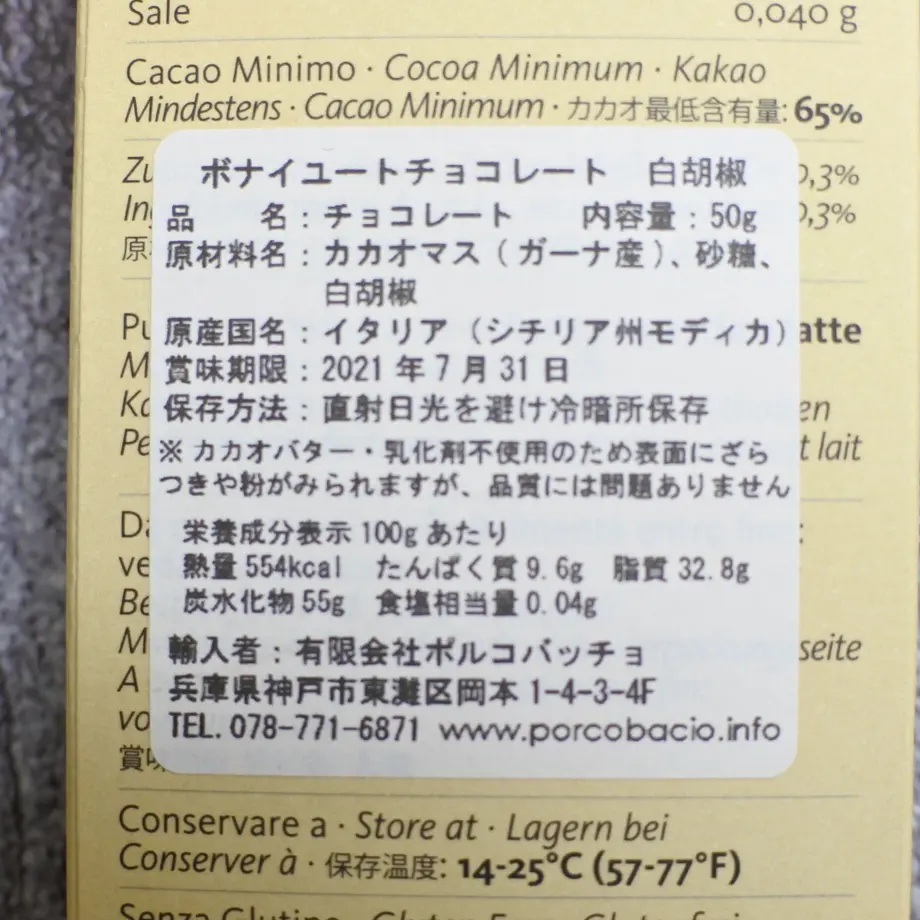 Sale 0,040 g
Cacao Minimo · Cocoa Minimum · Kakao
Mindestens · Cacao Minimum · カカオ最低含有量: 65%
ボナイユートチョコレート 白胡椒
0,3%
品 名：チョコレート 内容量：50g
0,3%
原材料名：カカオマス（ガーナ産）、砂糖、
白胡椒
原産国名：イタリア（シチリア州モディカ）
atte
賞味期限：2021 年 7 月 31 日
保存方法：直射日光を避け冷暗所保存
en
※カカオバター・乳化剤不使用のため表面にざら
t lait
つきや粉がみられますが、品質には問題ありません
栄養成分表示 100g あたり
熱量 554kcal たんぱく質 9.6g 脂質 32.8g
炭水化物 55g 食塩相当量 0.04g
輸入者：有限会社ポルコバッチョ
seite
兵庫県神戸市東灘区岡本 1-4-3-4F
TEL. 078-771-6871 www.porcobacio.info
Conservare a · Store at · Lagern bei
Conserver à · 保存温度: 14-25°C (57-77°F)